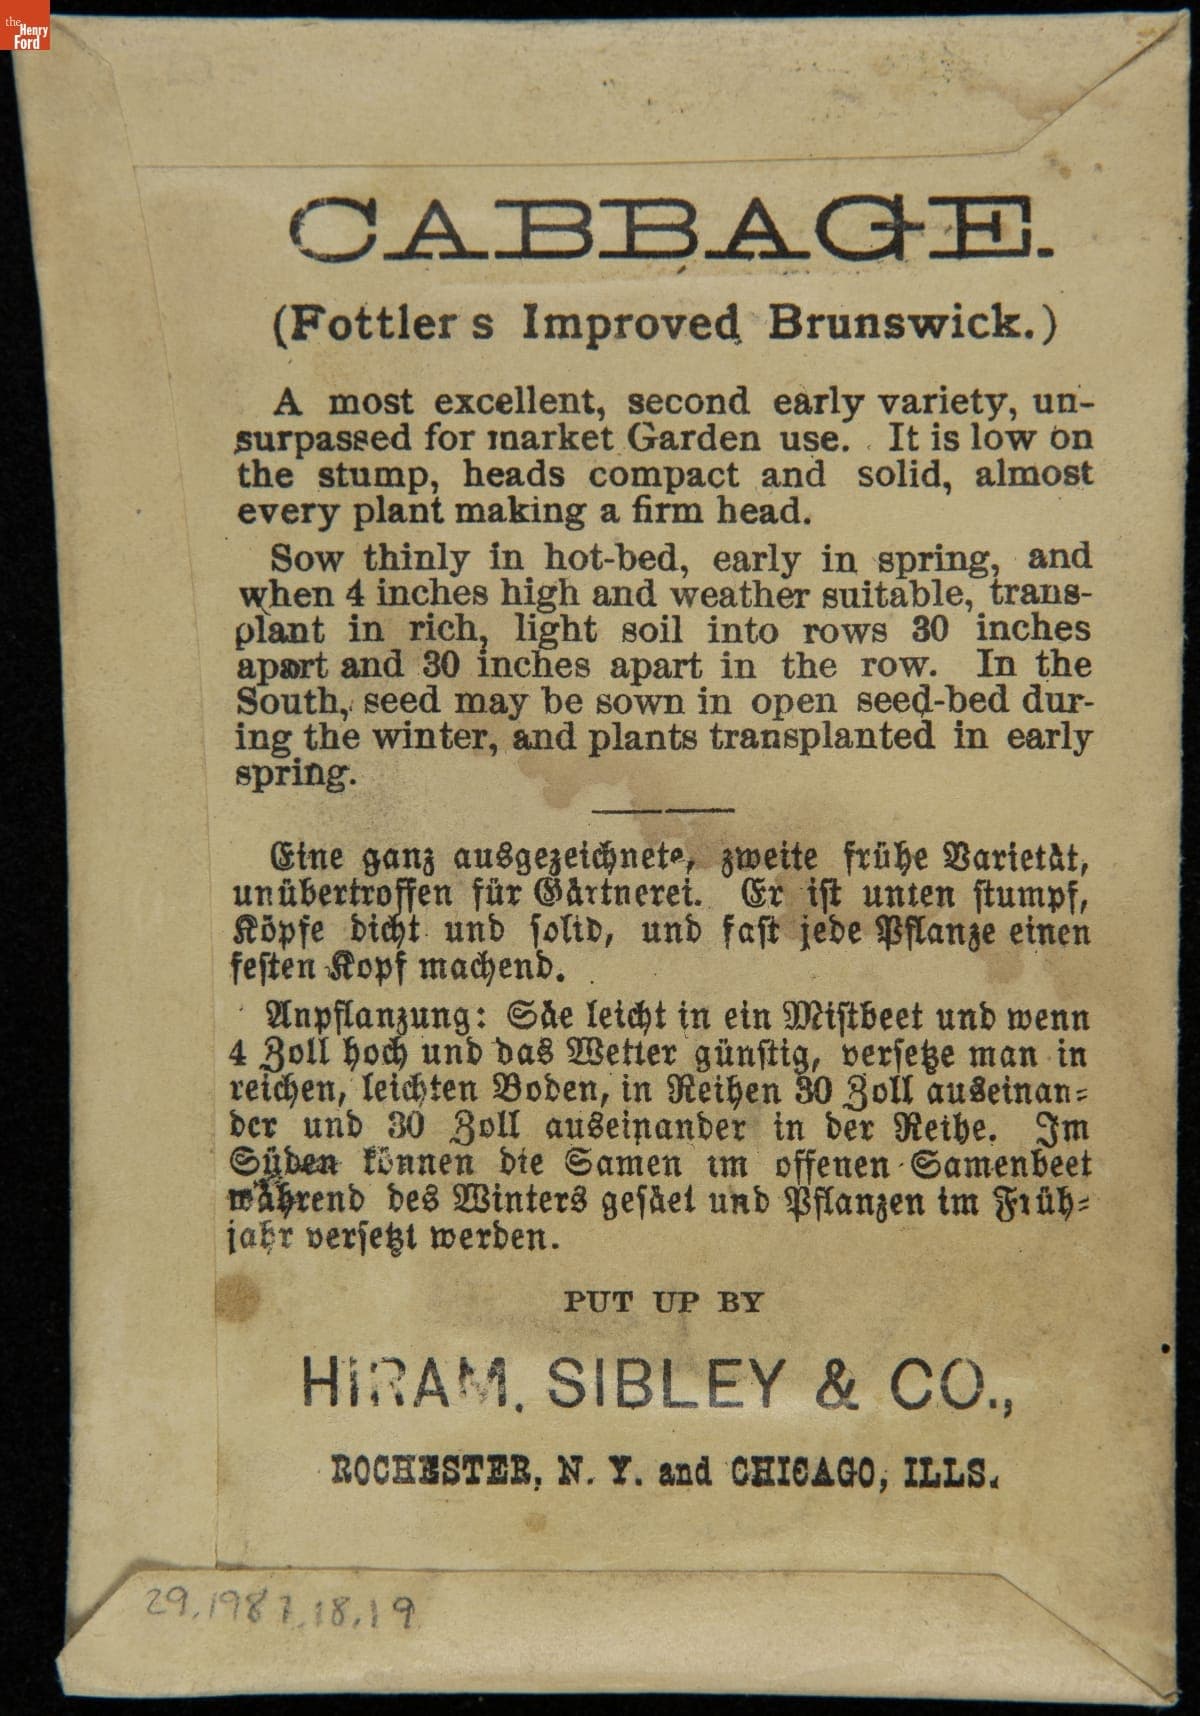 the
Henry
Ford
CABBAGE.
(Fottler s Improved Brunswick.)
A most excellent, second early variety, un-
surpassed for market Garden use. It is low on
the stump, heads compact and solid, almost
every plant making a firm head.
Sow thinly in hot-bed, early in spring, and
when 4 inches high and weather suitable, trans-
plant in rich, light soil into rows 30 inches
apart and 30 inches apart in the row. In the
South, seed may be sown in open seed-bed dur-
ing the winter, and plants transplanted in early
spring.
Eine ganz ausgezeichnete, zweite frühe Varietät,
unübertroffen für Gärtnerei. Er ist unten stumpf,
Köpfe dicht und solid, und fast jede Pflanze einen
festen Kopf machend.
Anpflanzung: Säe leicht in ein Mistbeet und wenn
4 Zoll hoch und das Wetter günstig, versetze man in
reichen, leichten Boden, in Reihen 30 Zoll auseinan-
der und 30 Zoll auseinander in der Reihe. Im
Süden können die Samen im offenen Samenbeet
während des Winters gesäet und Pflanzen im Früh-
jahr versetzt werden.
PUT UP BY
HIRAM. SIBLEY & CO.,
ROCHESTER, N. Y. and CHICAGO, ILLS.
29.1987.18.19